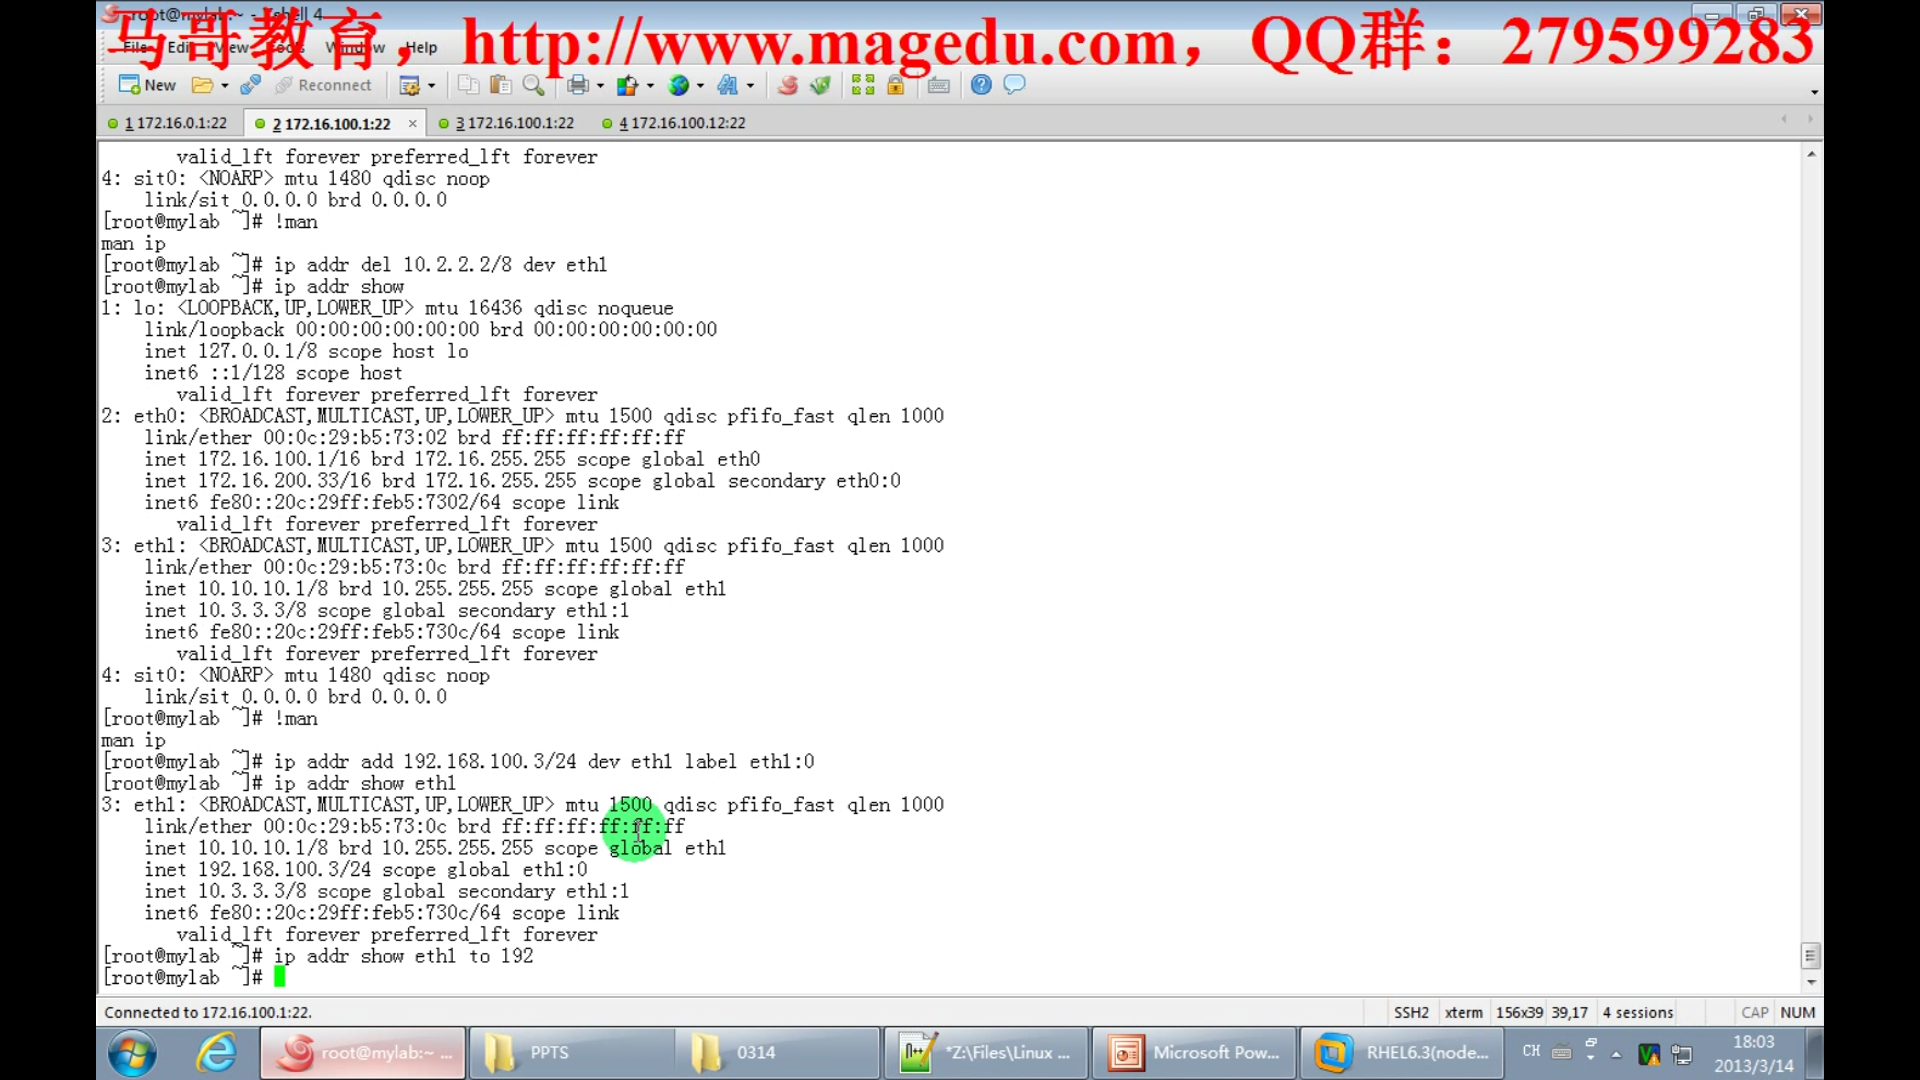 root@mylab:~ - Xshell 4
马哥教育，http://www.magedu.com，QQ群：279599283
File Edit View Tools Window Help
New Reconnect
1 172.16.0.1:22 2 172.16.100.1:22 3 172.16.100.1:22 4 172.16.100.12:22
valid_lft forever preferred_lft forever
4: sit0: <NOARP> mtu 1480 qdisc noop
link/sit 0.0.0.0 brd 0.0.0.0
[root@mylab ~]# !man
man ip
[root@mylab ~]# ip addr del 10.2.2.2/8 dev eth1
[root@mylab ~]# ip addr show
1: lo: <LOOPBACK,UP,LOWER_UP> mtu 16436 qdisc noqueue
link/loopback 00:00:00:00:00:00 brd 00:00:00:00:00:00
inet 127.0.0.1/8 scope host lo
inet6 ::1/128 scope host
valid_lft forever preferred_lft forever
2: eth0: <BROADCAST,MULTICAST,UP,LOWER_UP> mtu 1500 qdisc pfifo_fast qlen 1000
link/ether 00:0c:29:b5:73:02 brd ff:ff:ff:ff:ff:ff
inet 172.16.100.1/16 brd 172.16.255.255 scope global eth0
inet 172.16.200.33/16 brd 172.16.255.255 scope global secondary eth0:0
inet6 fe80::20c:29ff:feb5:7302/64 scope link
valid_lft forever preferred_lft forever
3: eth1: <BROADCAST,MULTICAST,UP,LOWER_UP> mtu 1500 qdisc pfifo_fast qlen 1000
link/ether 00:0c:29:b5:73:0c brd ff:ff:ff:ff:ff:ff
inet 10.10.10.1/8 brd 10.255.255.255 scope global eth1
inet 10.3.3.3/8 scope global secondary eth1:1
inet6 fe80::20c:29ff:feb5:730c/64 scope link
valid_lft forever preferred_lft forever
4: sit0: <NOARP> mtu 1480 qdisc noop
link/sit 0.0.0.0 brd 0.0.0.0
[root@mylab ~]# !man
man ip
[root@mylab ~]# ip addr add 192.168.100.3/24 dev eth1 label eth1:0
[root@mylab ~]# ip addr show eth1
3: eth1: <BROADCAST,MULTICAST,UP,LOWER_UP> mtu 1500 qdisc pfifo_fast qlen 1000
link/ether 00:0c:29:b5:73:0c brd ff:ff:ff:ff:ff:ff
inet 10.10.10.1/8 brd 10.255.255.255 scope global eth1
inet 192.168.100.3/24 scope global eth1:0
inet 10.3.3.3/8 scope global secondary eth1:1
inet6 fe80::20c:29ff:feb5:730c/64 scope link
valid_lft forever preferred_lft forever
[root@mylab ~]# ip addr show eth1 to 192
[root@mylab ~]#
Connected to 172.16.100.1:22. SSH2 xterm 156x39 39,17 4 sessions CAP NUM
root@mylab:~ ... PPTS 0314 *Z:\Files\Linux ... Microsoft Pow... RHEL6.3(node... CH 18:03
2013/3/14